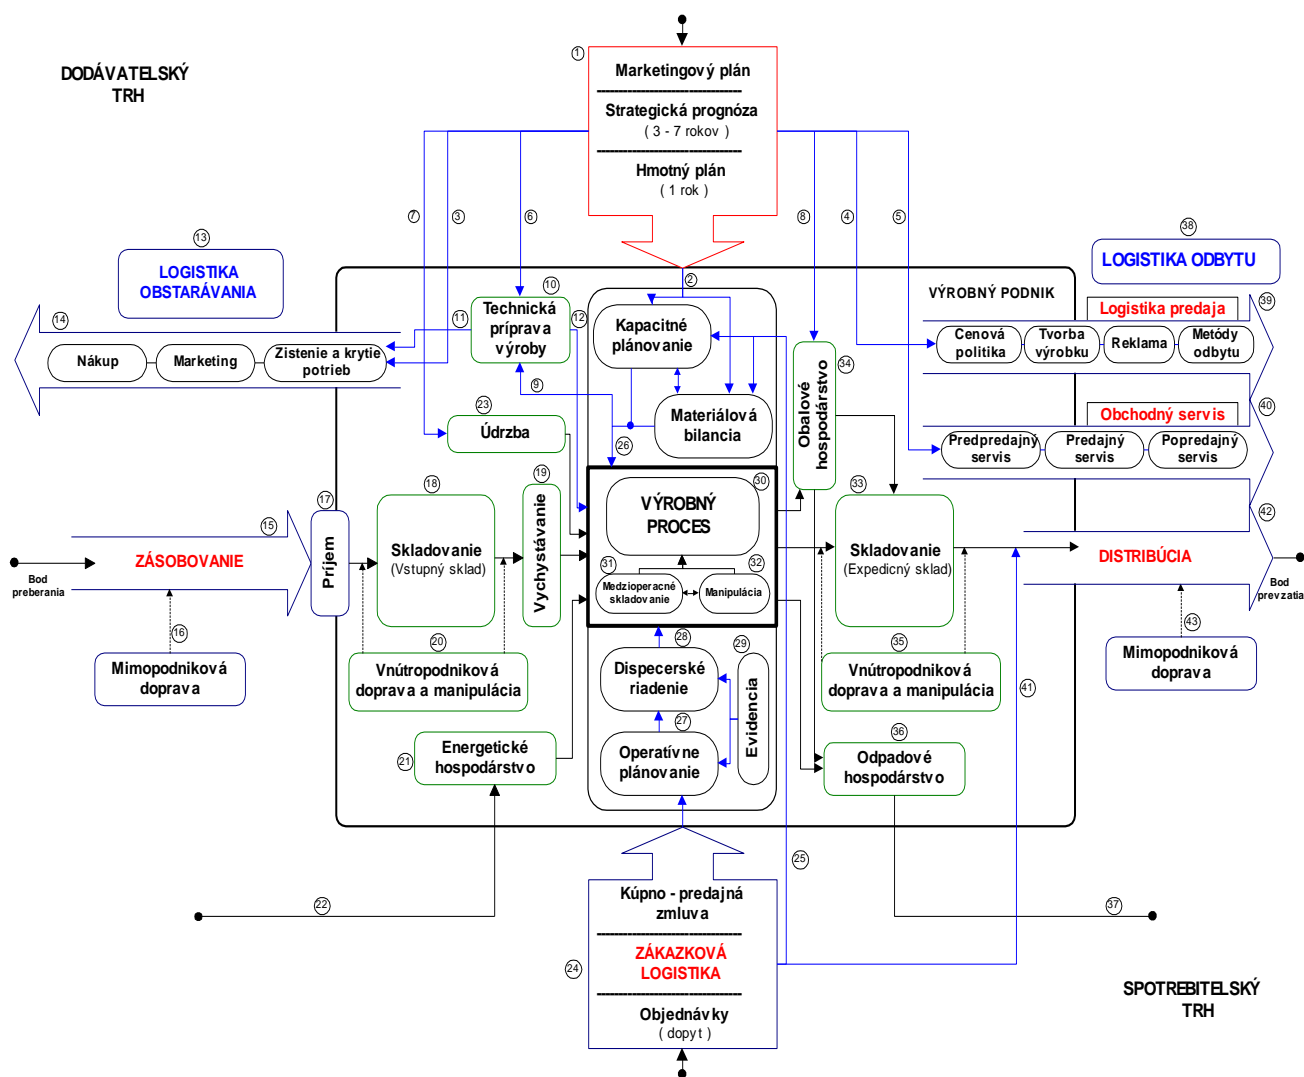 DODÁVATELSKÝ
TRH
1
Marketingový plán
Strategická prognóza
( 3 - 7 rokov )
Hmotný plán
( 1 rok )
7
3
6
8
4
5
13
LOGISTIKA
OBSTARÁVANIA
38
LOGISTIKA ODBYTU
2
VÝROBNÝ PODNIK
14
Nákup
Marketing
Zistenie a krytie
potrieb
11
10
12
Technická
príprava
výroby
9
Kapacitné
plánovanie
Materiálová
bilancia
26
34
Obalové
hospodárstvo
Logistika predaja
39
Cenová
politika
Tvorba
výrobku
Reklama
Metódy
odbytu
Obchodný servis
40
Predpredajný
servis
Predajný
servis
Popredajný
servis
23
Údrzba
15
ZÁSOBOVANIE
Bod
preberania
16
Mimopodniková
doprava
17
Príjem
18
Skladovanie
(Vstupný sklad)
19
Vychystávanie
20
Vnútropodniková
doprava a manipulácia
21
Energetické
hospodárstvo
22
30
VÝROBNÝ
PROCES
31
Medzioperacné
skladovanie
32
Manipulácia
28
Dispecerské
riadenie
29
Evidencia
27
Operatívne
plánovanie
33
Skladovanie
(Expedicný sklad)
35
Vnútropodniková
doprava a manipulácia
36
Odpadové
hospodárstvo
37
41
42
DISTRIBÚCIA
Bod
prevzatia
43
Mimopodniková
doprava
25
24
Kúpno - predajná
zmluva
ZÁKAZKOVÁ
LOGISTIKA
Objednávky
( dopyt )
SPOTREBITELSKÝ
TRH